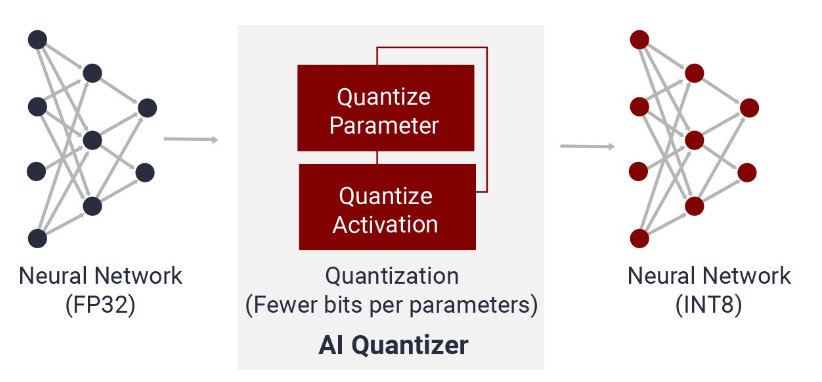 Quantize
Parameter
Quantize
Activation
Neural Network
(FP32)
Quantization
(Fewer bits per parameters)
AI Quantizer
Neural Network
(INT8)